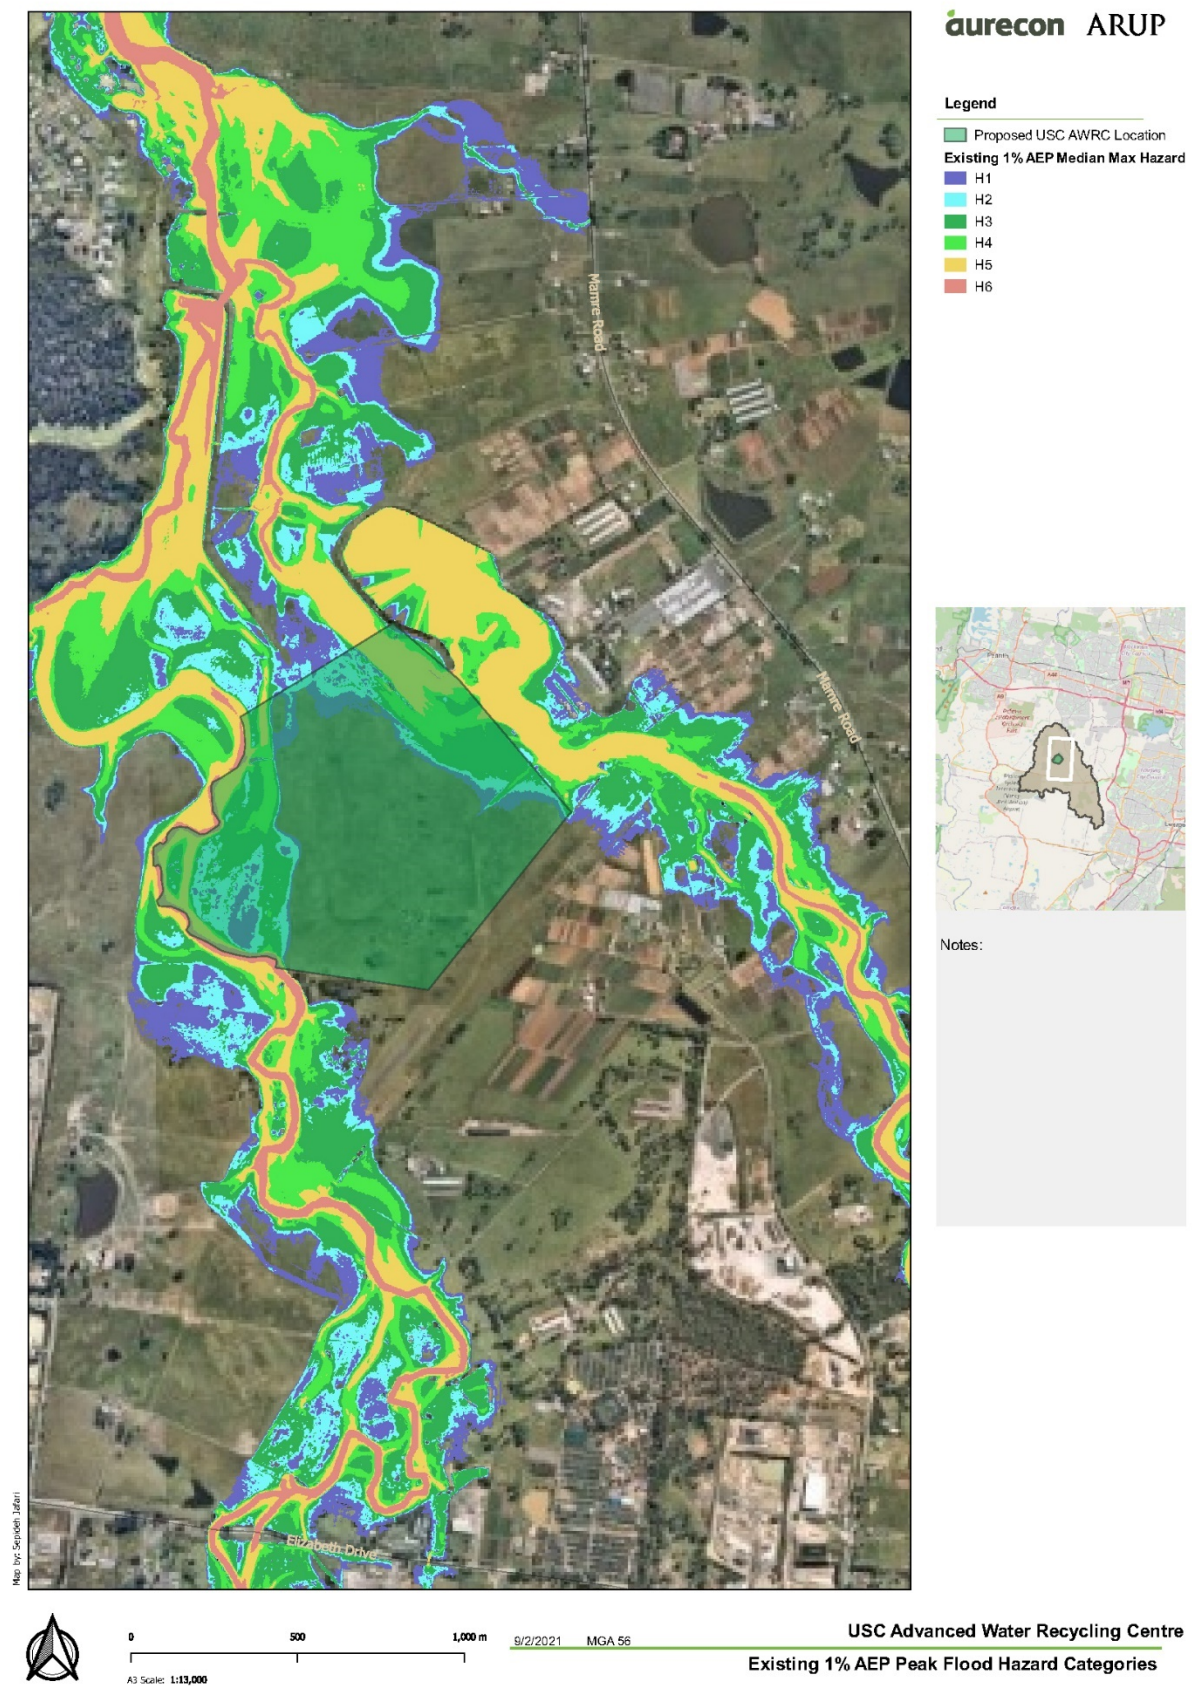 aurecon ARUP
Legend
Proposed USC AWRC Location
Existing 1% AEP Median Max Hazard
H1
H2
H3
H4
H5
H6
Mamre Road
Mamre Road
Elizabeth Drive
Notes:
Map by: Sepideh Jafari
0 500 1,000 m
A3 Scale: 1:13,000
9/2/2021 MGA 56
USC Advanced Water Recycling Centre
Existing 1% AEP Peak Flood Hazard Categories